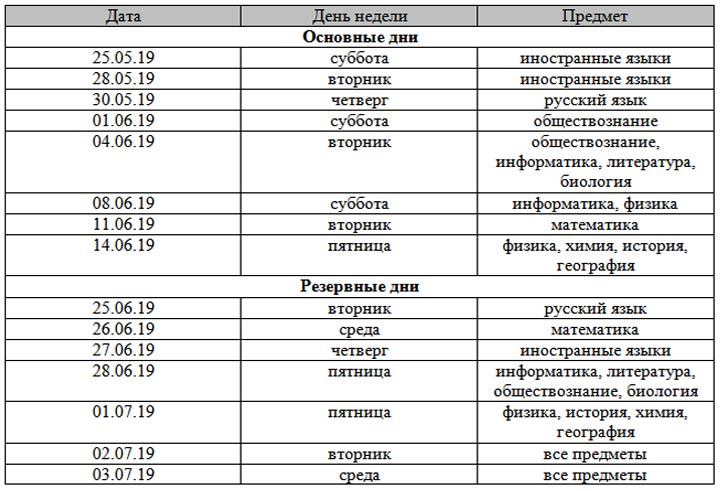 Дата День недели Предмет
Основные дни
25.05.19 суббота иностранные языки
28.05.19 вторник иностранные языки
30.05.19 четверг русский язык
01.06.19 суббота обществознание
04.06.19 вторник обществознание,
информатика, литература,
биология
08.06.19 суббота информатика, физика
11.06.19 вторник математика
14.06.19 пятница физика, химия, история,
география
Резервные дни
25.06.19 вторник русский язык
26.06.19 среда математика
27.06.19 четверг иностранные языки
28.06.19 пятница информатика, литература,
обществознание, биология
01.07.19 пятница физика, история, химия,
география
02.07.19 вторник все предметы
03.07.19 среда все предметы